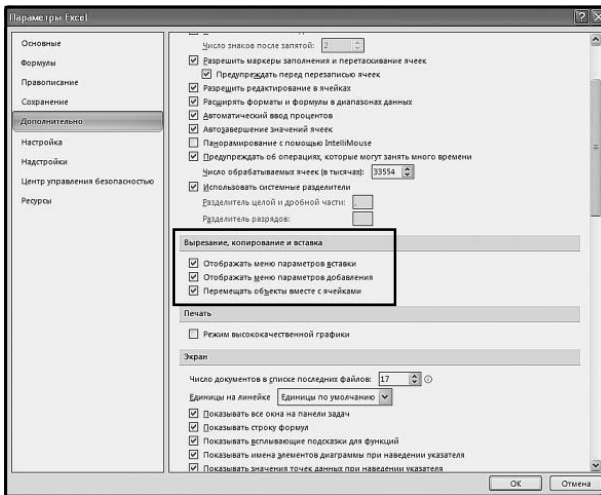 Параметры Excel
Основные
Формулы
Правописание
Сохранение
Дополнительно
Настройка
Надстройки
Центр управления безопасностью
Ресурсы
Число знаков после запятой: 2
Разрешить маркеры заполнения и перетаскивание ячеек
Предупреждать перед перезаписью ячеек
Разрешить редактирование в ячейках
Расширять форматы и формулы в диапазонах данных
Автоматический ввод процентов
Автозавершение значений ячеек
Панорамирование с помощью IntelliMouse
Предупреждать об операциях, которые могут занять много времени
Число обрабатываемых ячеек (в тысячах): 33554
Использовать системные разделители
Разделитель целой и дробной части:
Разделитель разрядов:
Вырезание, копирование и вставка
Отображать меню параметров вставки
Отображать меню параметров добавления
Перемещать объекты вместе с ячейками
Печать
Режим высококачественной графики
Экран
Число документов в списке последних файлов: 17
Единицы на линейке Единицы по умолчанию
Показывать все окна на панели задач
Показывать строку формул
Показывать всплывающие подсказки для функций
Показывать имена элементов диаграммы при наведении указателя
Показывать значения точек данных при наведении указателя
ОК
Отмена